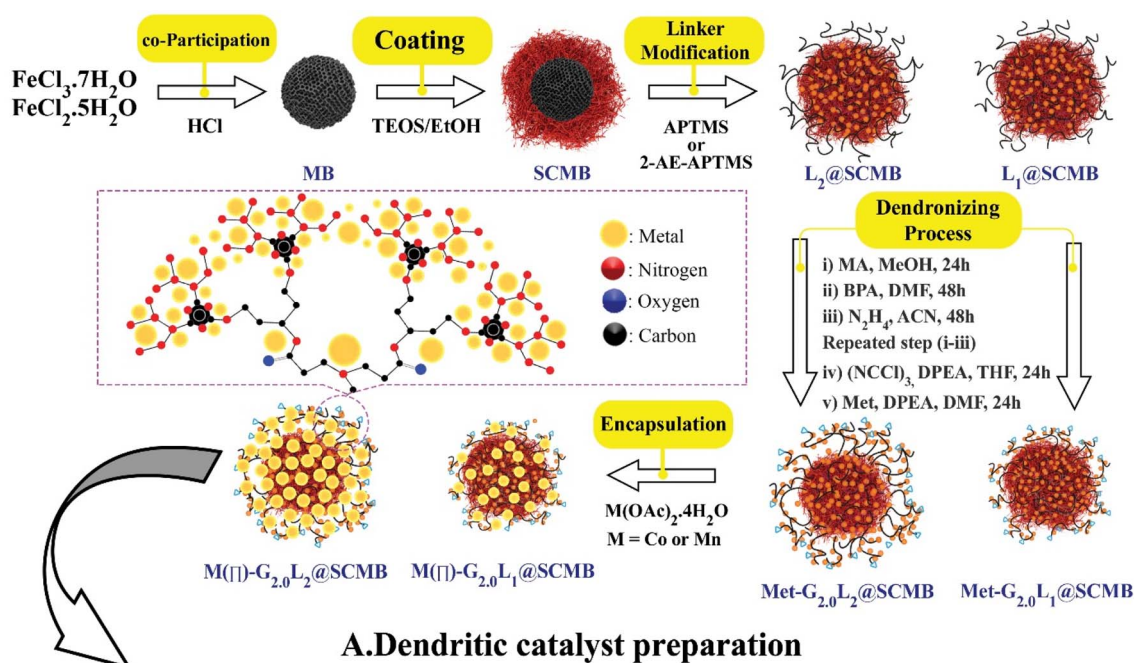 co-Participation
FeCl3.7H2O
FeCl2.5H2O
HCl
MB
Coating
TEOS/EtOH
SCMB
Linker
Modification
APTMS
or
2-AE-APTMS
L2@SCMB
L1@SCMB
: Metal
: Nitrogen
: Oxygen
: Carbon
Dendronizing
Process
i) MA, MeOH, 24h
ii) BPA, DMF, 48h
iii) N2H4, ACN, 48h
Repeated step (i-iii)
iv) (NCCl)3, DPEA, THF, 24h
v) Met, DPEA, DMF, 24h
Encapsulation
M(OAc)2.4H2O
M = Co or Mn
M(∏)-G2.0L2@SCMB
M(∏)-G2.0L1@SCMB
Met-G2.0L2@SCMB
Met-G2.0L1@SCMB
A.Dendritic catalyst preparation